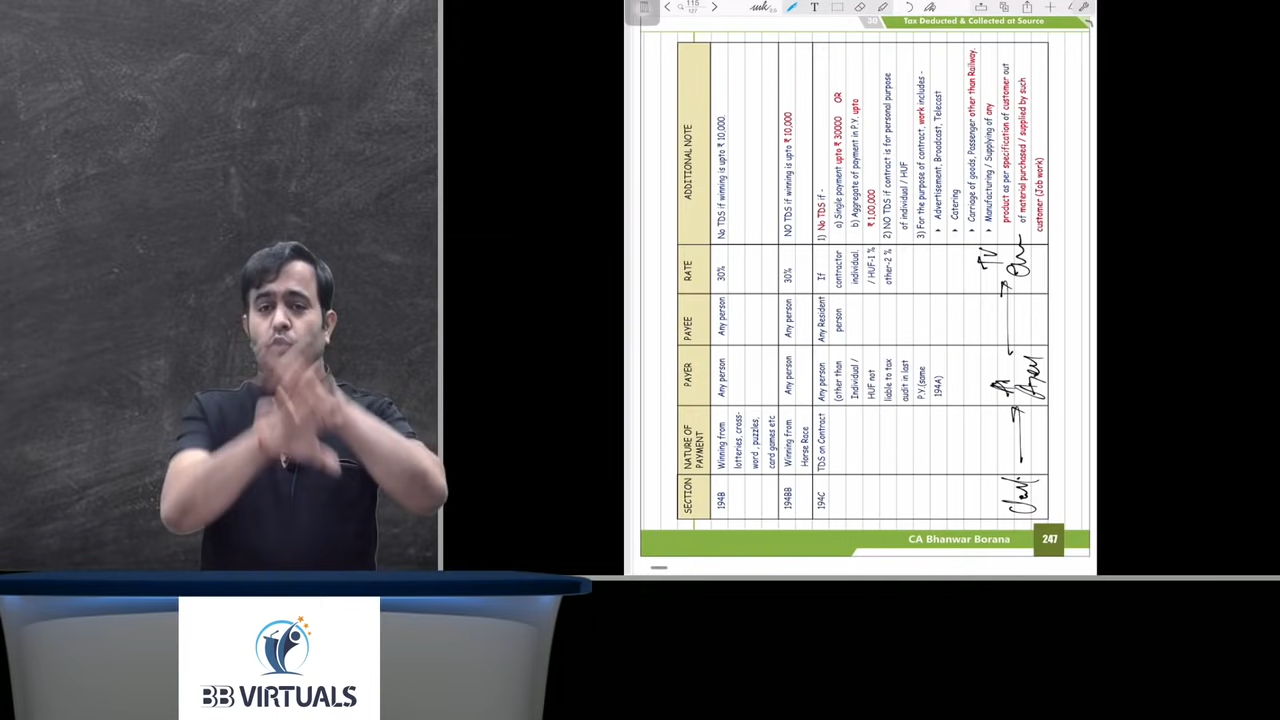 115
127
30 Tax Deducted & Collected at Source
SECTION NATURE OF PAYMENT PAYER PAYEE RATE ADDITIONAL NOTE
194B Winning from Any person Any person 30% No TDS if winning is upto ₹ 10,000.
lotteries, cross-
word , puzzles,
card games etc
194BB Winning from Any person Any person 30% NO TDS if winning is upto ₹ 10,000
Horse Race
194C TDS on Contract Any person Any Resident If 1) No TDS if -
(other than person contractor a) Single payment upto ₹ 30000 OR
Individual / individual. b) Aggregate of payment in P.Y. upto
HUF not / HUF-1 % ₹ 1,00,000
liable to tax other-2 % 2) NO TDS if contract is for personal purpose
audit in last of individual / HUF
P.Y.(same 3) For the purpose of contract, work includes -
194A) Advertisement, Broadcast, Telecast
Catering
Carriage of goods, Passenger other than Railway.
Manufacturing / Supplying of any
product as per specification of customer out
of material purchased / supplied by such
customer (Job work)
TV
CA Bhanwar Borana 247
BB VIRTUALS